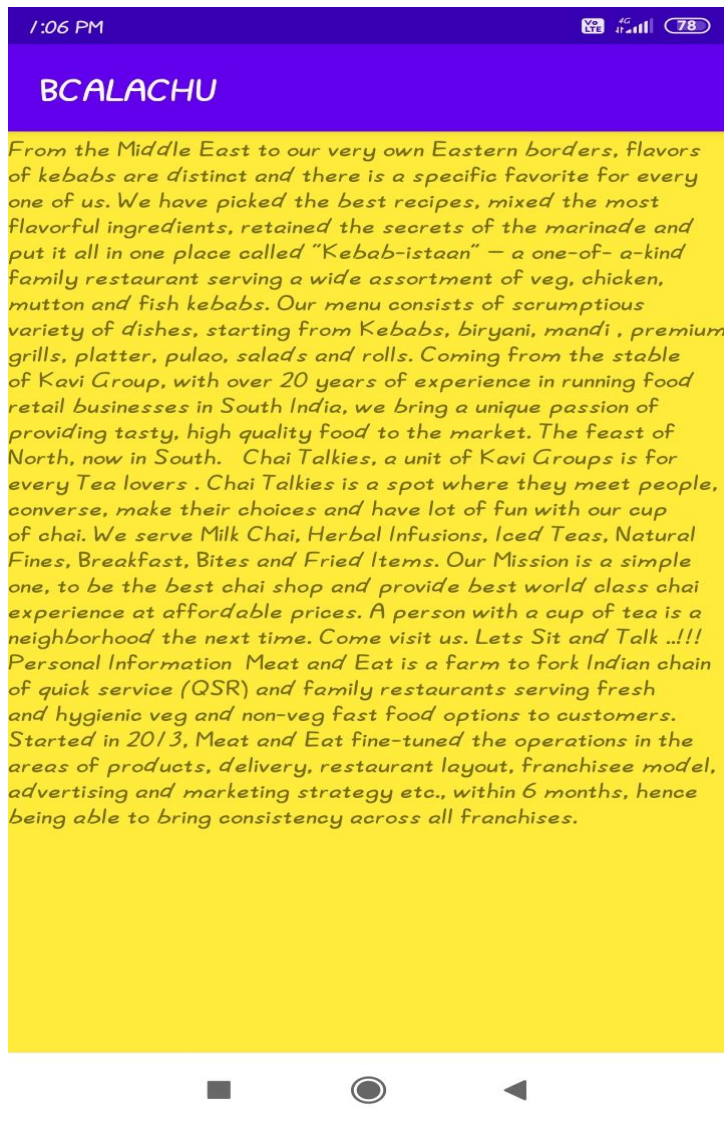 1:06 PM
Vo LTE 4G 78
BCALACHU
From the Middle East to our very own Eastern borders, flavors
of kebabs are distinct and there is a specific favorite for every
one of us. We have picked the best recipes, mixed the most
flavorful ingredients, retained the secrets of the marinade and
put it all in one place called "Kebab-istaan" – a one-of- a-kind
family restaurant serving a wide assortment of veg, chicken,
mutton and fish kebabs. Our menu consists of scrumptious
variety of dishes, starting from Kebabs, biryani, mandi , premium
grills, platter, pulao, salads and rolls. Coming from the stable
of Kavi Group, with over 20 years of experience in running food
retail businesses in South India, we bring a unique passion of
providing tasty, high quality food to the market. The feast of
North, now in South.   Chai Talkies, a unit of Kavi Groups is for
every Tea lovers . Chai Talkies is a spot where they meet people,
converse, make their choices and have lot of fun with our cup
of chai. We serve Milk Chai, Herbal Infusions, Iced Teas, Natural
Fines, Breakfast, Bites and Fried Items. Our Mission is a simple
one, to be the best chai shop and provide best world class chai
experience at affordable prices. A person with a cup of tea is a
neighborhood the next time. Come visit us. Lets Sit and Talk ..!!!
Personal Information  Meat and Eat is a farm to fork Indian chain
of quick service (QSR) and family restaurants serving fresh
and hygienic veg and non-veg fast food options to customers.
Started in 2013, Meat and Eat fine-tuned the operations in the
areas of products, delivery, restaurant layout, franchisee model,
advertising and marketing strategy etc., within 6 months, hence
being able to bring consistency across all franchises.